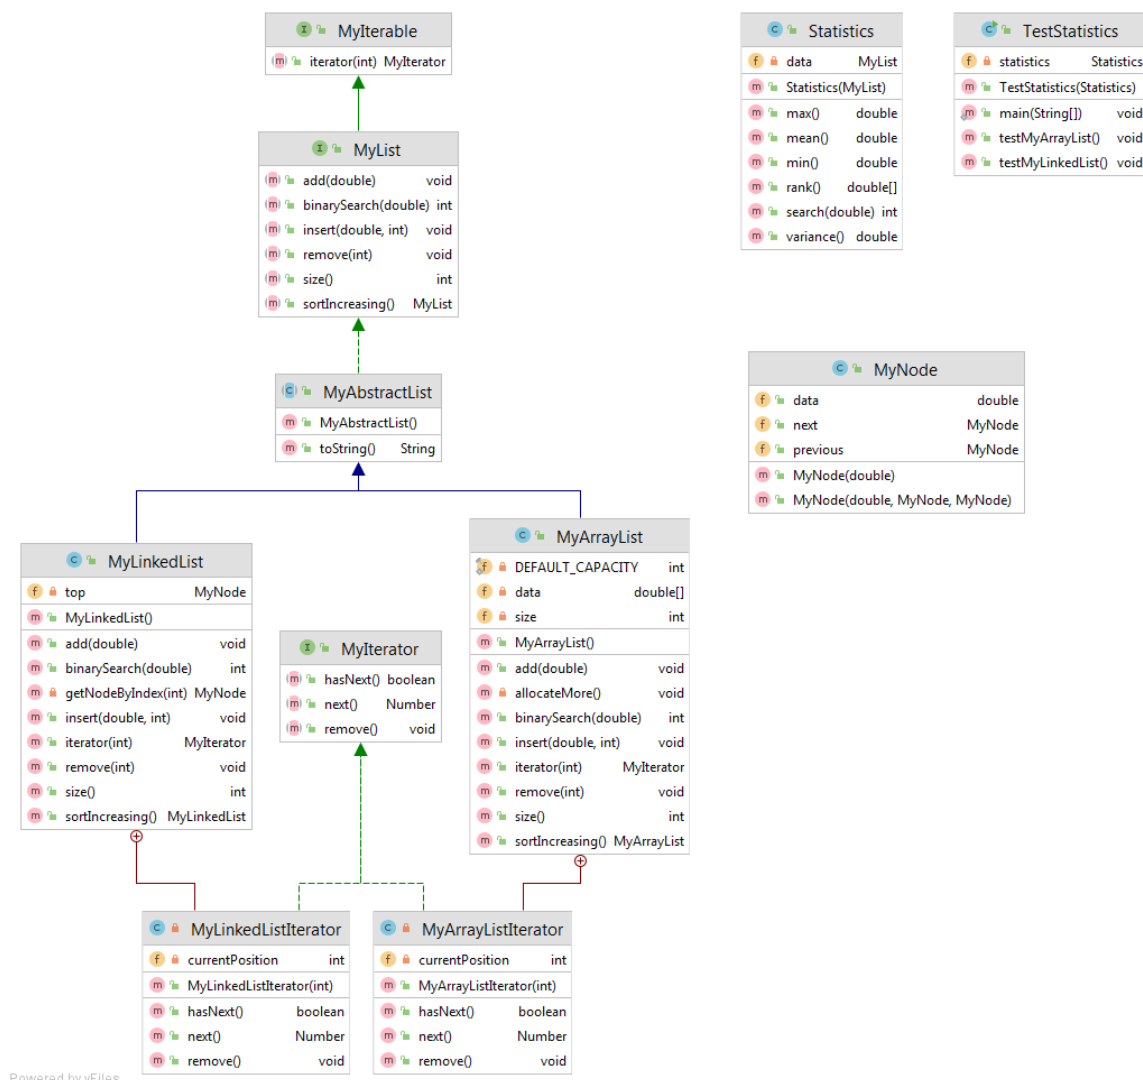 MyIterable
iterator(int) MyIterator
MyList
add(double) void
binarySearch(double) int
insert(double, int) void
remove(int) void
size() int
sortIncreasing() MyList
MyAbstractList
MyAbstractList()
toString() String
MyLinkedList
top MyNode
MyLinkedList()
add(double) void
binarySearch(double) int
getNodeByIndex(int) MyNode
insert(double, int) void
iterator(int) MyIterator
remove(int) void
size() int
sortIncreasing() MyLinkedList
MyIterator
hasNext() boolean
next() Number
remove() void
MyArrayList
DEFAULT_CAPACITY int
data double[]
size int
MyArrayList()
add(double) void
allocateMore() void
binarySearch(double) int
insert(double, int) void
iterator(int) MyIterator
remove(int) void
size() int
sortIncreasing() MyArrayList
MyLinkedListIterator
currentPosition int
MyLinkedListIterator(int)
hasNext() boolean
next() Number
remove() void
MyArrayListIterator
currentPosition int
MyArrayListIterator(int)
hasNext() boolean
next() Number
remove() void
Statistics
data MyList
Statistics(MyList)
max() double
mean() double
min() double
rank() double[]
search(double) int
variance() double
TestStatistics
statistics Statistics
TestStatistics(Statistics)
main(String[]) void
testMyArrayList() void
testMyLinkedList() void
MyNode
data double
next MyNode
previous MyNode
MyNode(double)
MyNode(double, MyNode, MyNode)
Powered by yFiles